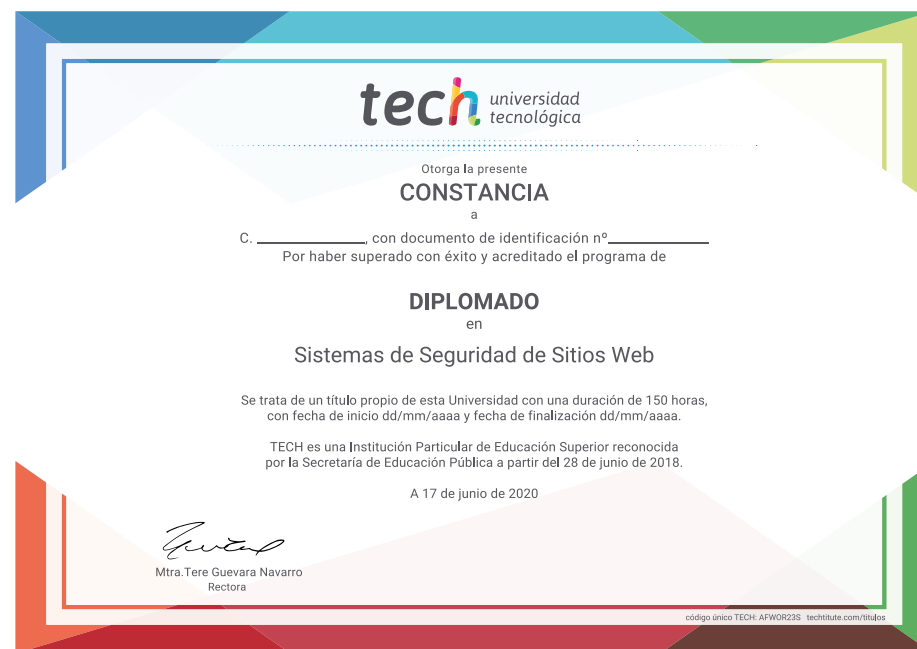 tech universidad
tecnológica
Otorga la presente
CONSTANCIA
a
C. ____________, con documento de identificación nº____________
Por haber superado con éxito y acreditado el programa de
DIPLOMADO
en
Sistemas de Seguridad de Sitios Web
Se trata de un título propio de esta Universidad con una duración de 150 horas,
con fecha de inicio dd/mm/aaaa y fecha de finalización dd/mm/aaaa.
TECH es una Institución Particular de Educación Superior reconocida
por la Secretaría de Educación Pública a partir del 28 de junio de 2018.
A 17 de junio de 2020
Mtra.Tere Guevara Navarro
Rectora
código único TECH: AFWOR23S techtitute.com/titulos